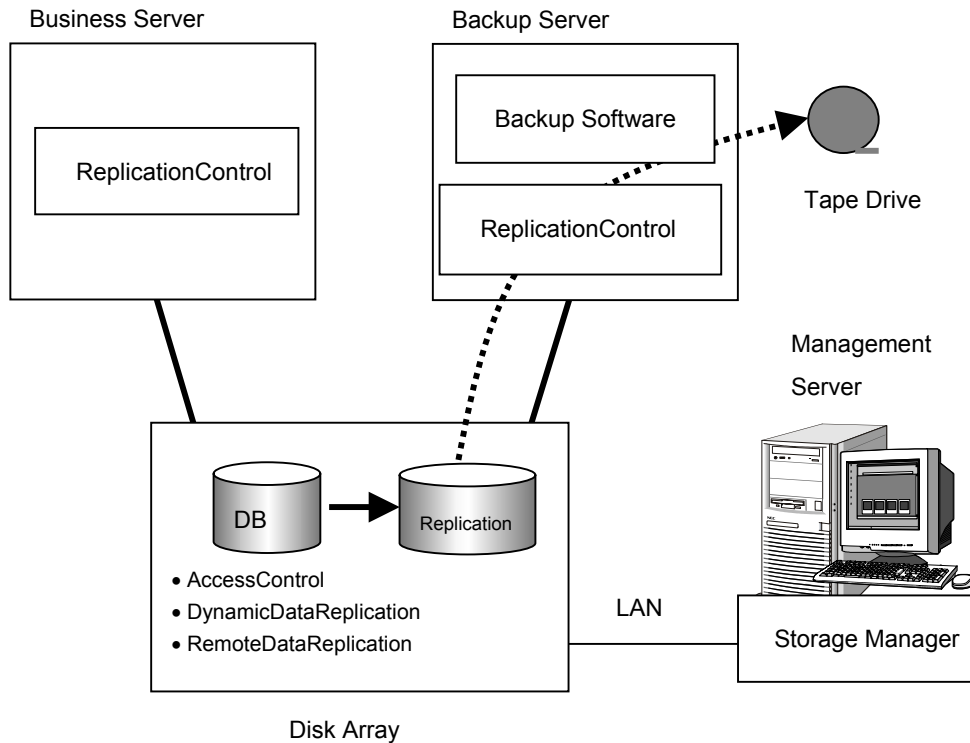 Business Server
Backup Server
Backup Software
ReplicationControl
ReplicationControl
Tape Drive
Management
Server
DB
Replication
• AccessControl
• DynamicDataReplication
• RemoteDataReplication
LAN
Storage Manager
Disk Array